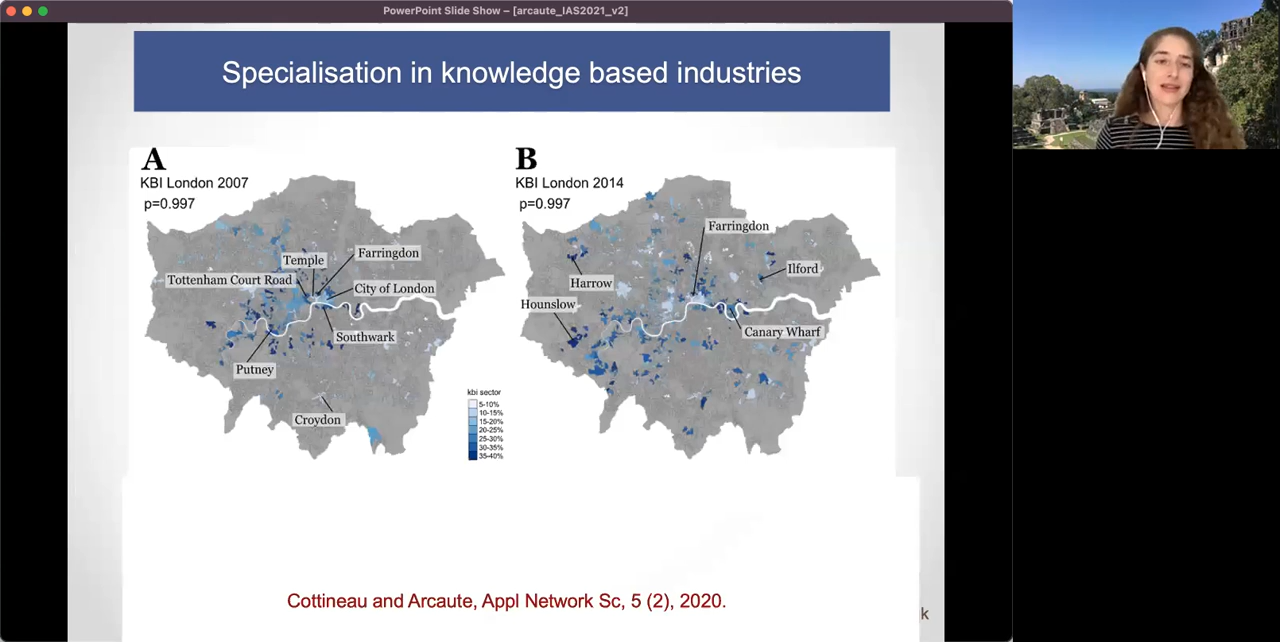 PowerPoint Slide Show – [arcaute_IAS2021_v2]
Specialisation in knowledge based industries
A
KBI London 2007
p=0.997
Temple
Farringdon
Tottenham Court Road
City of London
Southwark
Putney
Croydon
kbi sector
5-10%
10-15%
15-20%
20-25%
25-30%
30-35%
35-40%
B
KBI London 2014
p=0.997
Farringdon
Ilford
Harrow
Hounslow
Canary Wharf
Cottineau and Arcaute, Appl Network Sc, 5 (2), 2020.
k